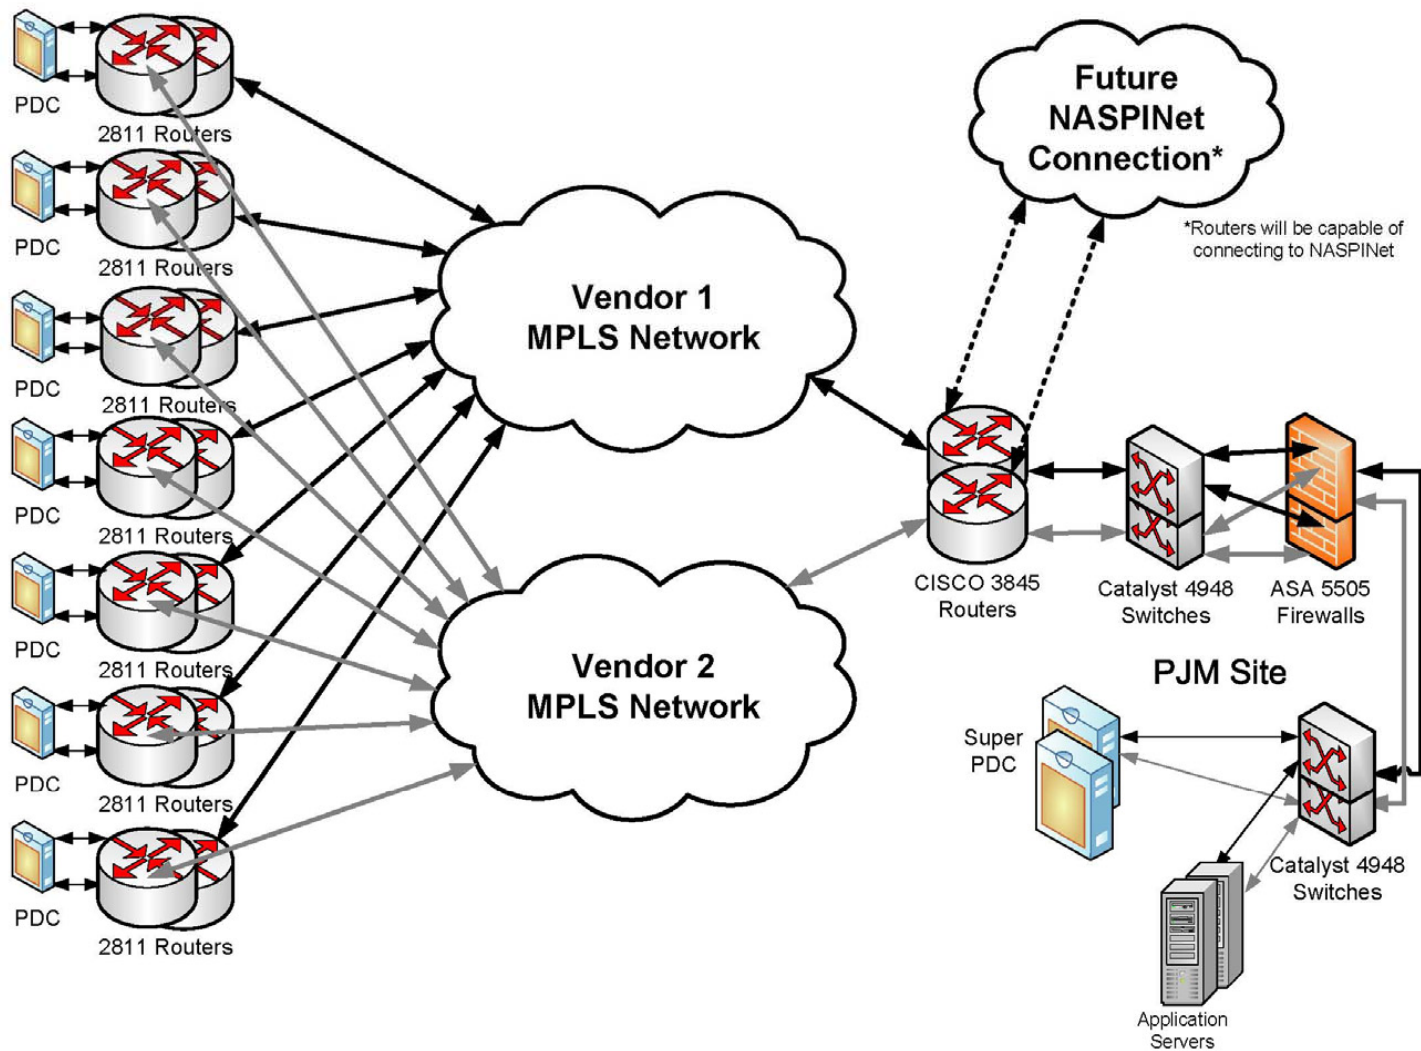 PDC
2811 Routers
PDC
2811 Routers
PDC
2811 Routers
PDC
2811 Routers
PDC
2811 Routers
PDC
2811 Routers
PDC
2811 Routers
Vendor 1
MPLS Network
Vendor 2
MPLS Network
Future
NASPINet
Connection*
*Routers will be capable of
connecting to NASPINet
CISCO 3845
Routers
Catalyst 4948
Switches
ASA 5505
Firewalls
PJM Site
Super
PDC
Catalyst 4948
Switches
Application
Servers